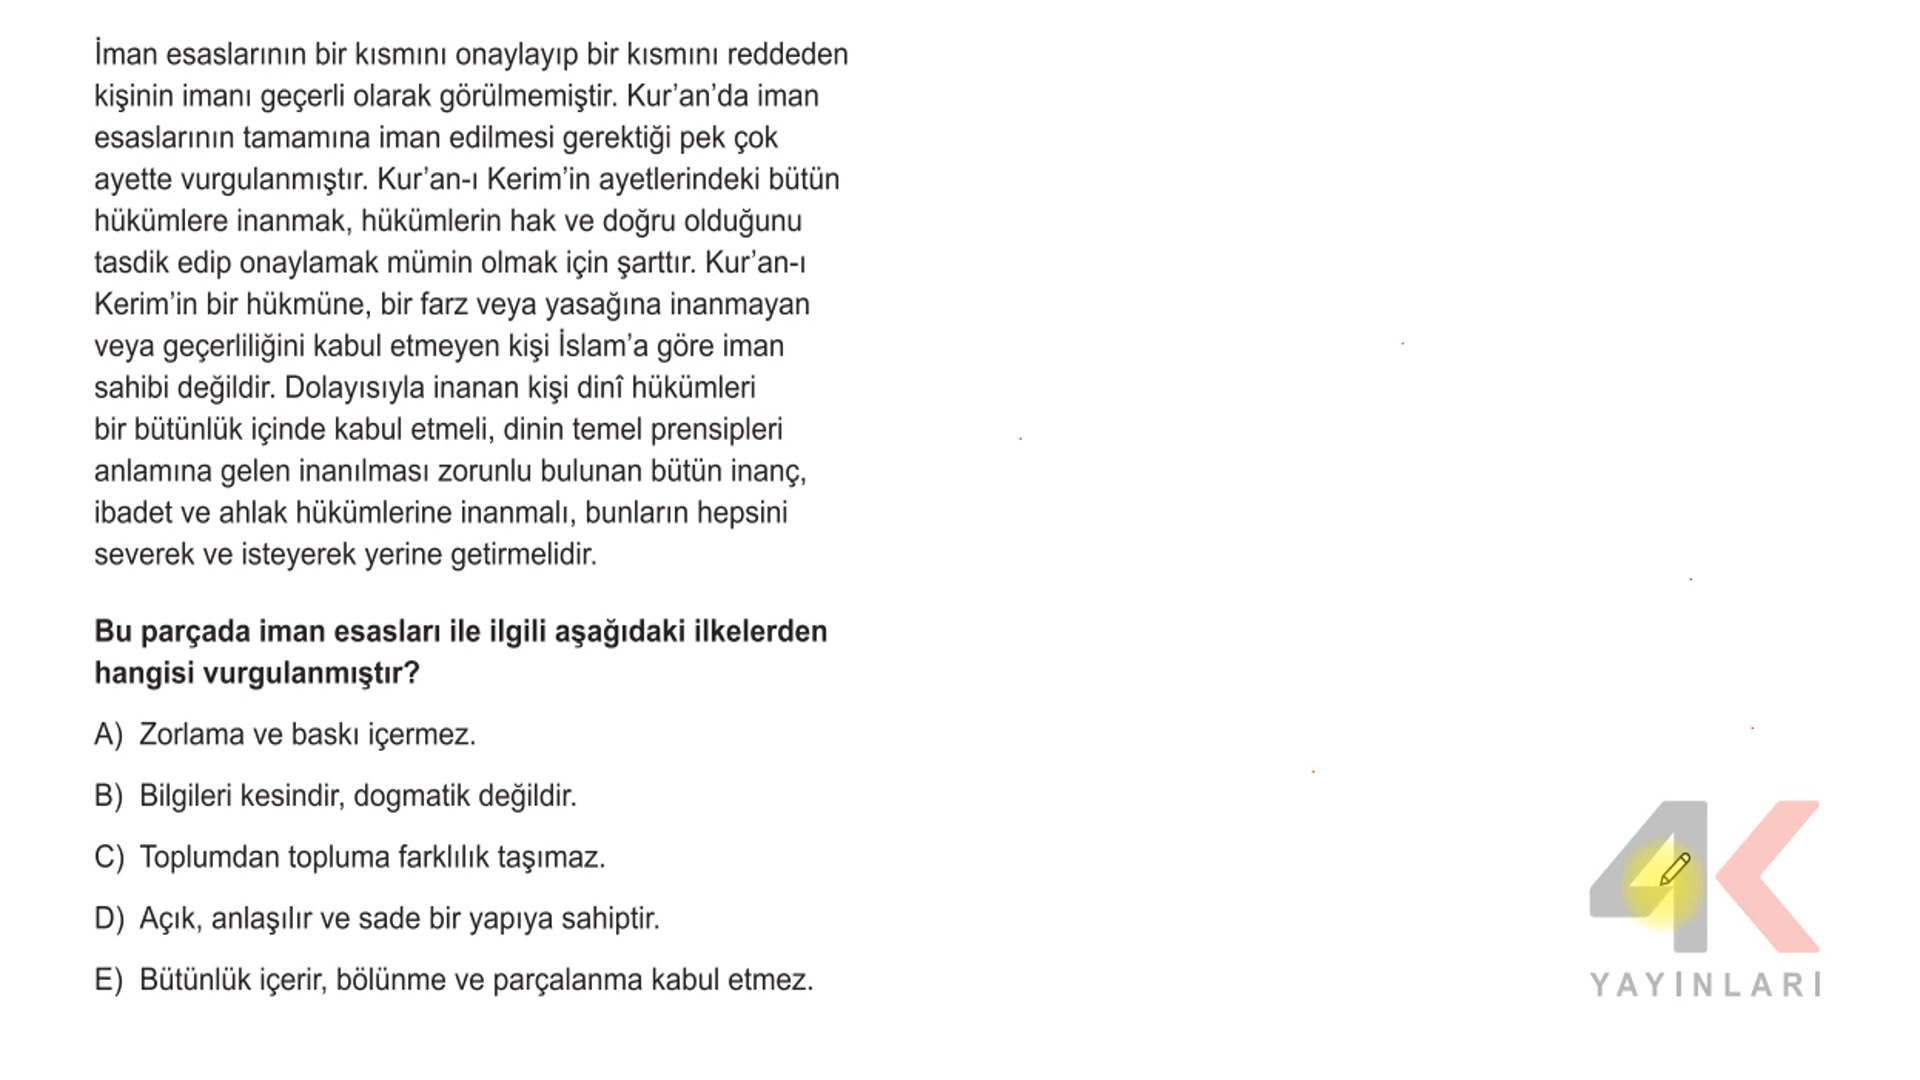 İman esaslarının bir kısmını onaylayıp bir kısmını reddeden
kişinin imanı geçerli olarak görülmemiştir. Kur’an’da iman
esaslarının tamamına iman edilmesi gerektiği pek çok
ayette vurgulanmıştır. Kur’an-ı Kerim’in ayetlerindeki bütün
hükümlere inanmak, hükümlerin hak ve doğru olduğunu
tasdik edip onaylamak mümin olmak için şarttır. Kur’an-ı
Kerim’in bir hükmüne, bir farz veya yasağına inanmayan
veya geçerliliğini kabul etmeyen kişi İslam’a göre iman
sahibi değildir. Dolayısıyla inanan kişi dinî hükümleri
bir bütünlük içinde kabul etmeli, dinin temel prensipleri
anlamına gelen inanılması zorunlu bulunan bütün inanç,
ibadet ve ahlak hükümlerine inanmalı, bunların hepsini
severek ve isteyerek yerine getirmelidir.
Bu parçada iman esasları ile ilgili aşağıdaki ilkelerden
hangisi vurgulanmıştır?
A) Zorlama ve baskı içermez.
B) Bilgileri kesindir, dogmatik değildir.
C) Toplumdan topluma farklılık taşımaz.
D) Açık, anlaşılır ve sade bir yapıya sahiptir.
E) Bütünlük içerir, bölünme ve parçalanma kabul etmez.
4K
YAYINLARI